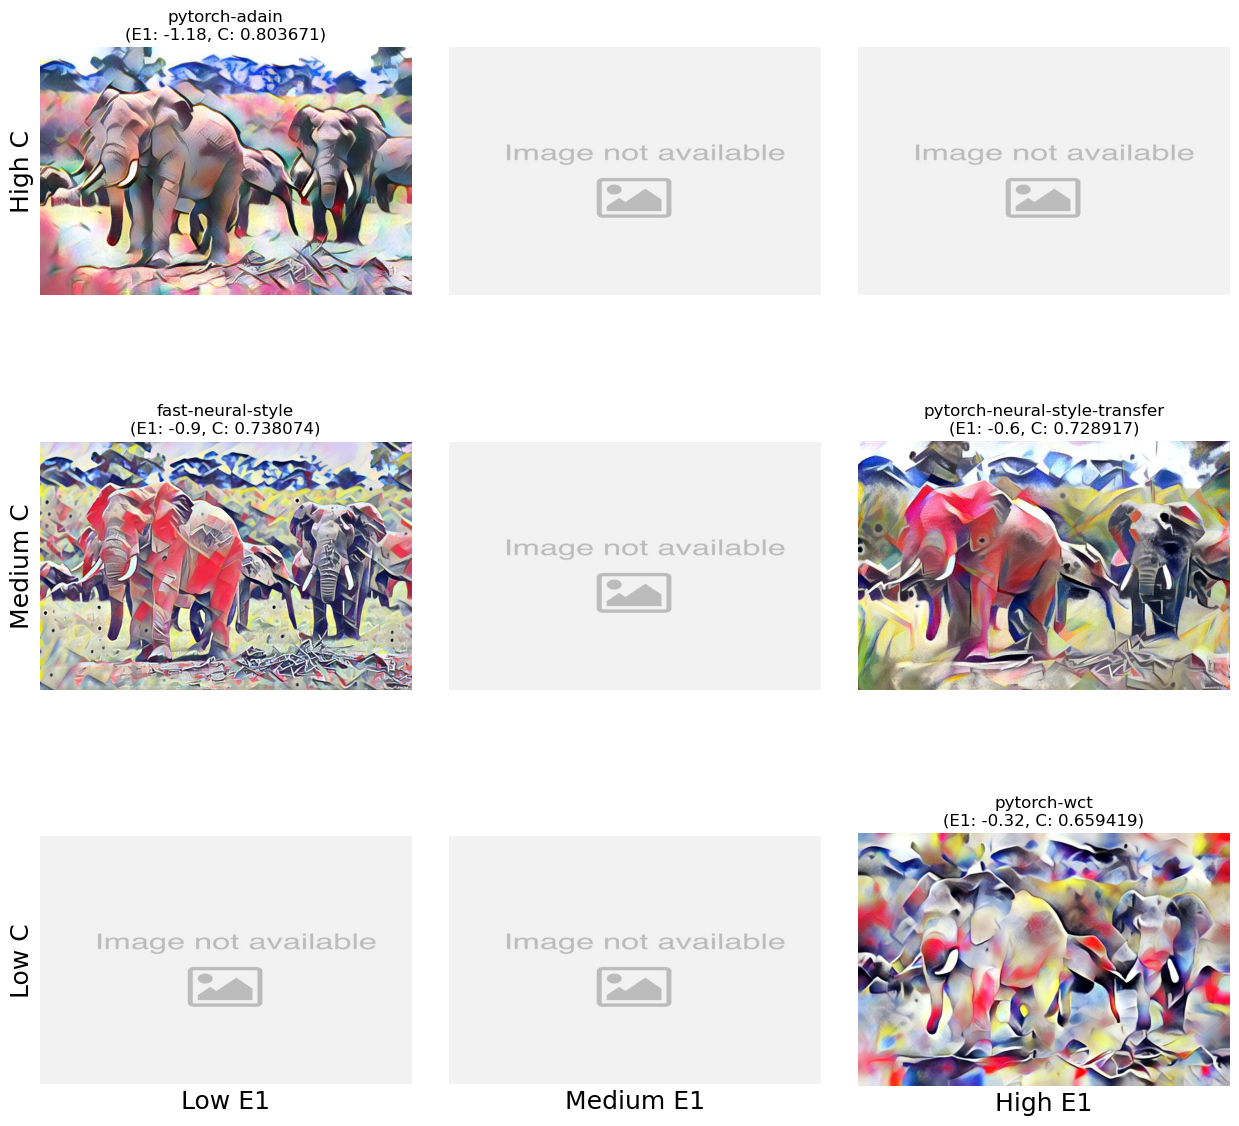 pytorch-adain
(E1: -1.18, C: 0.803671)
High C
Image not available
Image not available
fast-neural-style
(E1: -0.9, C: 0.738074)
pytorch-neural-style-transfer
(E1: -0.6, C: 0.728917)
Medium C
Image not available
pytorch-wct
(E1: -0.32, C: 0.659419)
Low C
Image not available
Image not available
Low E1
Medium E1
High E1